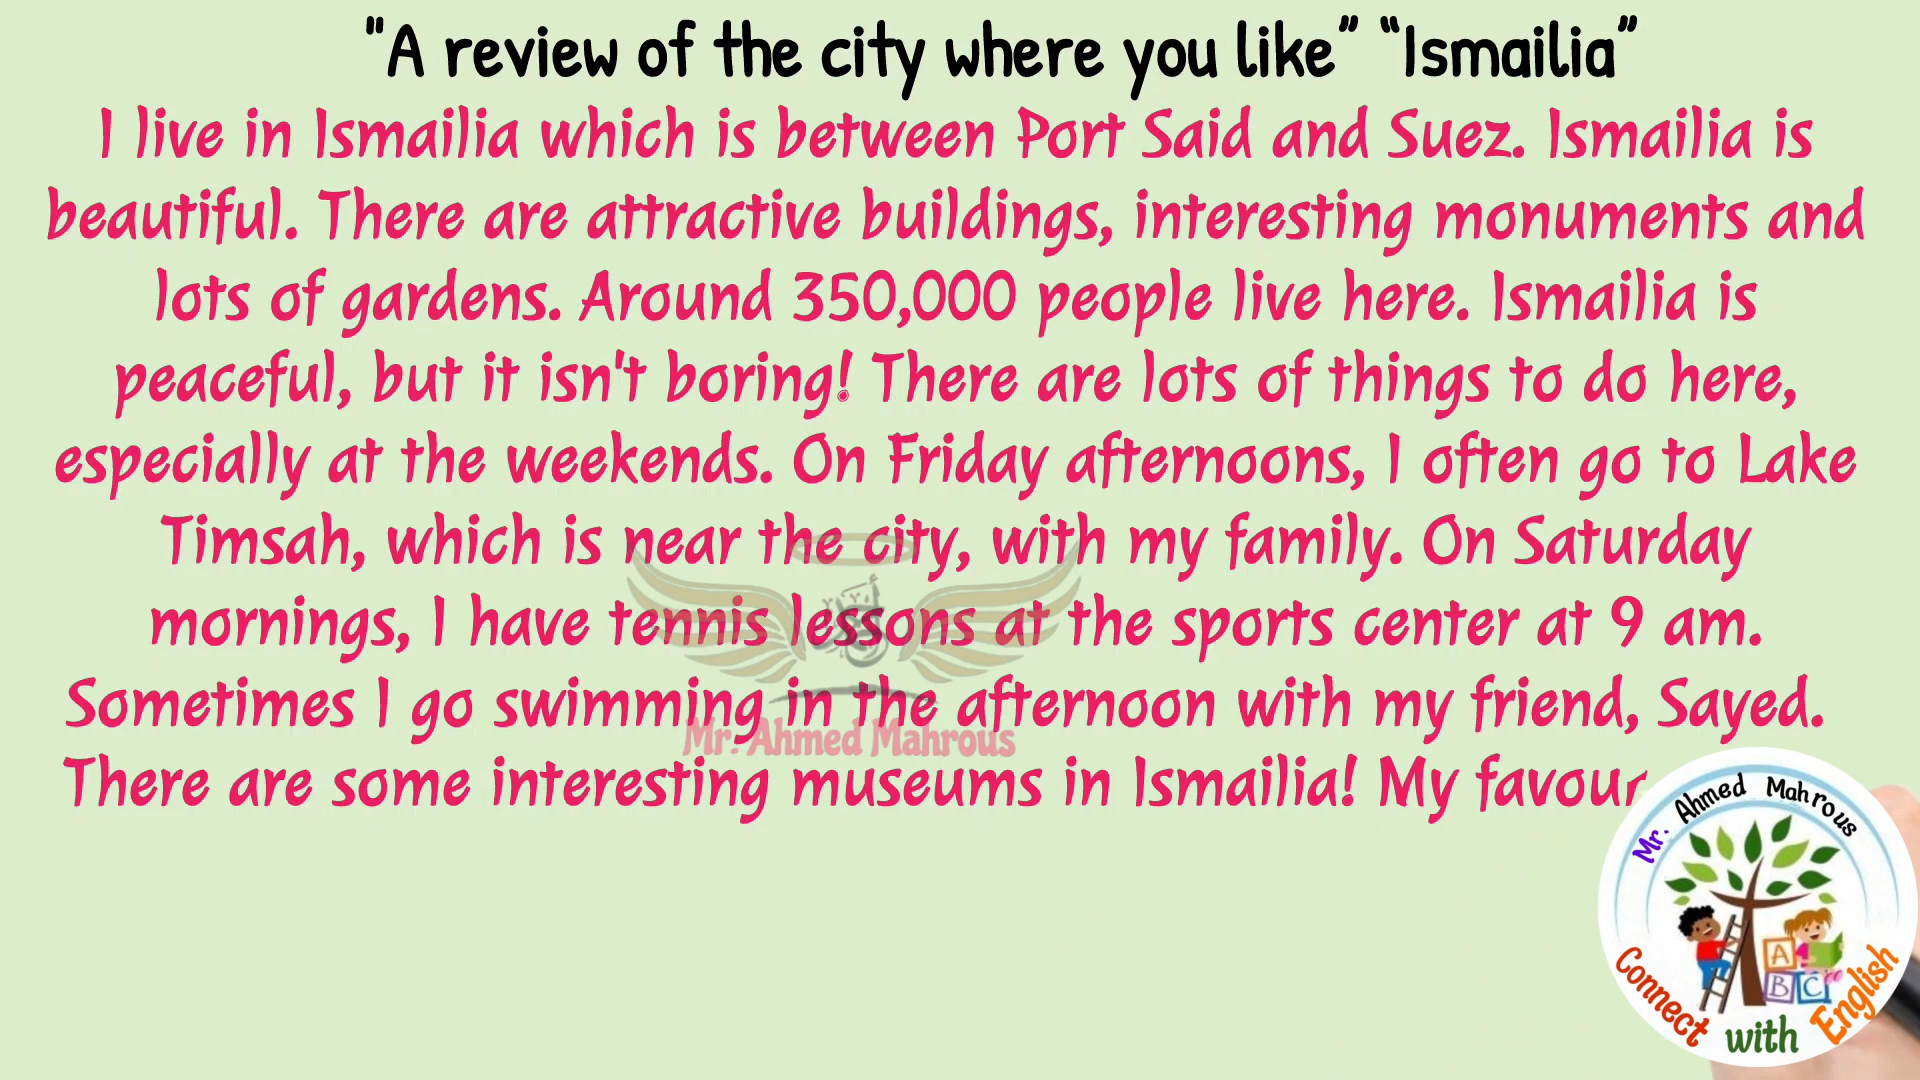 "A review of the city where you like” “Ismailia”
I live in Ismailia which is between Port Said and Suez. Ismailia is
beautiful. There are attractive buildings, interesting monuments and
lots of gardens. Around 350,000 people live here. Ismailia is
peaceful, but it isn't boring! There are lots of things to do here,
especially at the weekends. On Friday afternoons, I often go to Lake
Timsah, which is near the city, with my family. On Saturday
mornings, I have tennis lessons at the sports center at 9 am.
Sometimes I go swimming in the afternoon with my friend, Sayed.
Mr. Ahmed Mahrous
There are some interesting museums in Ismailia! My favour
Mr. Ahmed Mahrous
A
B C
Connect with English